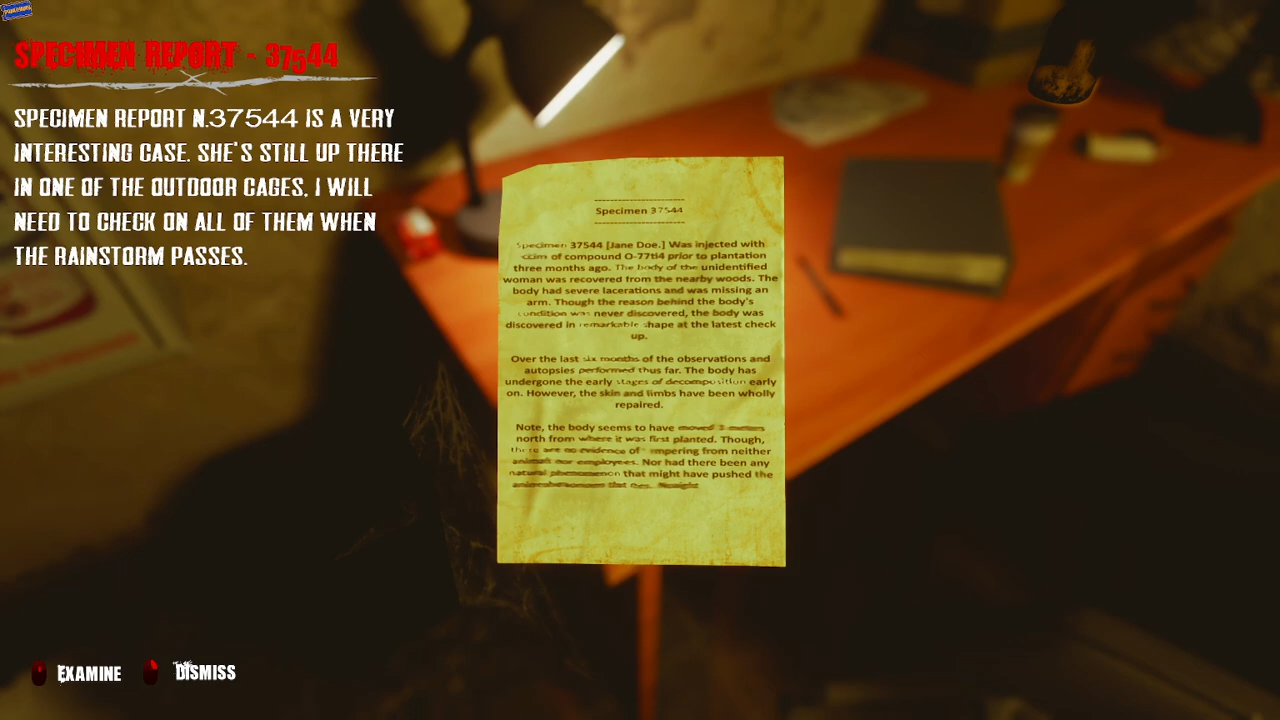 SPECIMEN REPORT - 37544
SPECIMEN REPORT N.37544 IS A VERY
INTERESTING CASE. SHE'S STILL UP THERE
IN ONE OF THE OUTDOOR CAGES, I WILL
NEED TO CHECK ON ALL OF THEM WHEN
THE RAINSTORM PASSES.
Specimen 37544
Specimen 37544 [Jane Doe.] Was injected with
of compound O-77ti4 prior to plantation
three months ago. The body of the unidentified
woman was recovered from the nearby woods. The
body had severe lacerations and was missing an
arm. Though the reason behind the body's
condition was never discovered, the body was
discovered in remarkable shape at the latest check
up.
Over the last six months of the observations and
autopsies performed thus far. The body has
undergone the early stages of decomposition early
on. However, the skin and limbs have been wholly
repaired.
Note, the body seems to have moved 3 meters
north from where it was first planted. Though,
there are no evidence of tampering from neither
animals nor employees. Nor had there been any
natural phenomenon that might have pushed the
EXAMINE
DISMISS